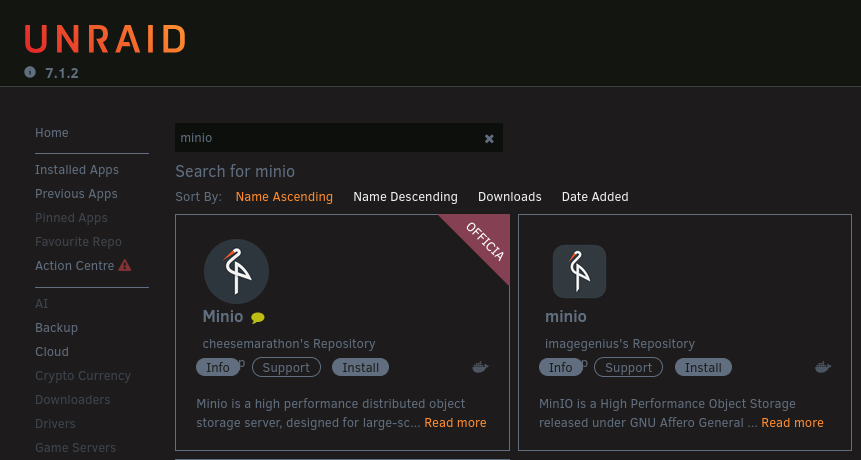 UNRAID
7.1.2
Home
Installed Apps
Previous Apps
Pinned Apps
Favourite Repo
Action Centre
AI
Backup
Cloud
Crypto Currency
Downloaders
Drivers
Game Servers
minio
Search for minio
Sort By: Name Ascending Name Descending Downloads Date Added
OFFICIA
Minio
cheesemarathon's Repository
Info p Support Install
Minio is a high performance distributed object
storage server, designed for large-sc... Read more
minio
imagegenius's Repository
Info p Support Install
MinIO is a High Performance Object Storage
released under GNU Affero General ... Read more